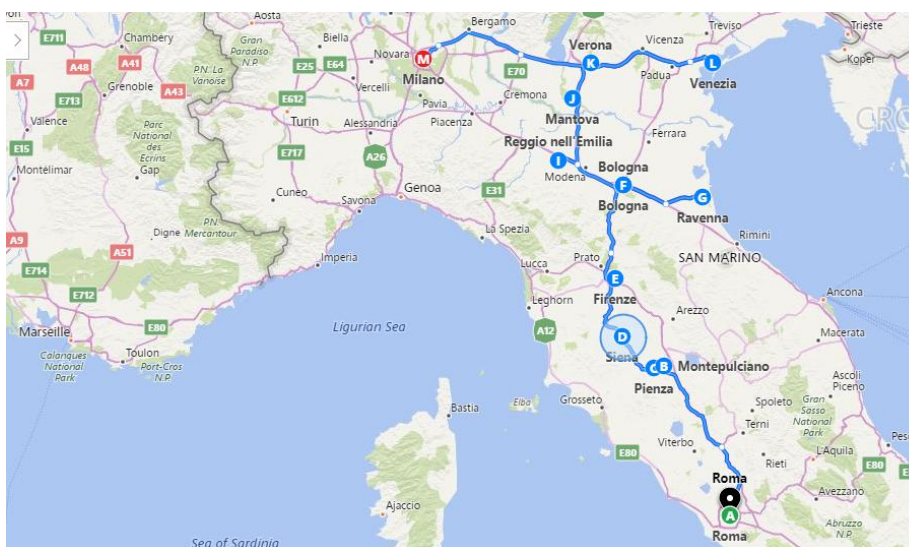 E711
Chambery
A48
A41
A7
E713
Grenoble
A43
Valence
E15
Montélimar
Parc
National
des
Ecrins
Gap
A9
Digne
P.N.
Mercantour
A51
E714
E712
E80
Marseille
Calanques
National
Park
Toulon
Port-Cros
N.P.
Aosta
Gran
Paradiso
N.P.
P.N. La
Vanoise
Biella
Novara
E25
E64
Vercelli
E612
Turin
Alessandria
E717
A26
Cuneo
Savona
Imperia
Genoa
Bergamo
M
Milano
Pavia
Piacenza
Cremona
E70
Verona
K
Vicenza
Treviso
Padua
L
Venezia
Trieste
Koper
CRO
J
Mantova
Ferrara
Reggio nell'Emilia
I
Modena
Bologna
F
Bologna
G
Ravenna
E31
La Spezia
Rimini
SAN MARINO
Prato
Lucca
E
Firenze
Leghorn
Arezzo
Ancona
Ligurian Sea
A12
D
Siena
C
B
Montepulciano
Pienza
Macerata
Ascoli
Piceno
Grosseto
Elba
Bastia
Spoleto
Terni
Gran
Sasso
National
Park
E80
Viterbo
Rieti
L'Aquila
E80
Pes
Roma
A
Roma
Avezzano
Abruzzo
N.P.
Ajaccio
Sea of Sardinia